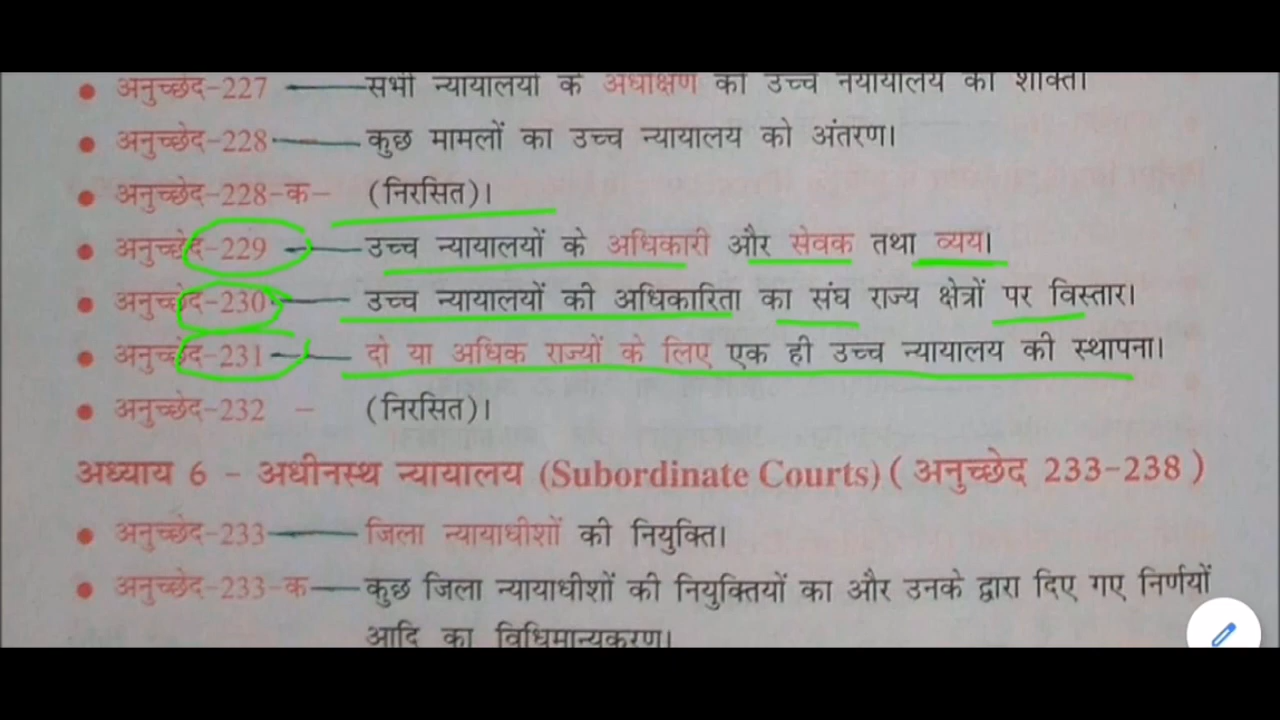 अनुच्छेद-227 सभी न्यायालयों के अधीक्षण की उच्च नयायालय की शक्ति।
अनुच्छेद-228 कुछ मामलों का उच्च न्यायालय को अंतरण।
अनुच्छेद-228-क- (निरसित)।
अनुच्छेद-229 उच्च न्यायालयों के अधिकारी और सेवक तथा व्यय।
अनुच्छेद-230 उच्च न्यायालयों की अधिकारिता का संघ राज्य क्षेत्रों पर विस्तार।
अनुच्छेद-231 दो या अधिक राज्यों के लिए एक ही उच्च न्यायालय की स्थापना।
अनुच्छेद-232 - (निरसित)।
अध्याय 6 - अधीनस्थ न्यायालय (Subordinate Courts) ( अनुच्छेद 233-238 )
अनुच्छेद-233 जिला न्यायाधीशों की नियुक्ति।
अनुच्छेद-233-क कुछ जिला न्यायाधीशों की नियुक्तियों का और उनके द्वारा दिए गए निर्णयों
आदि का विधिमान्यकरण।